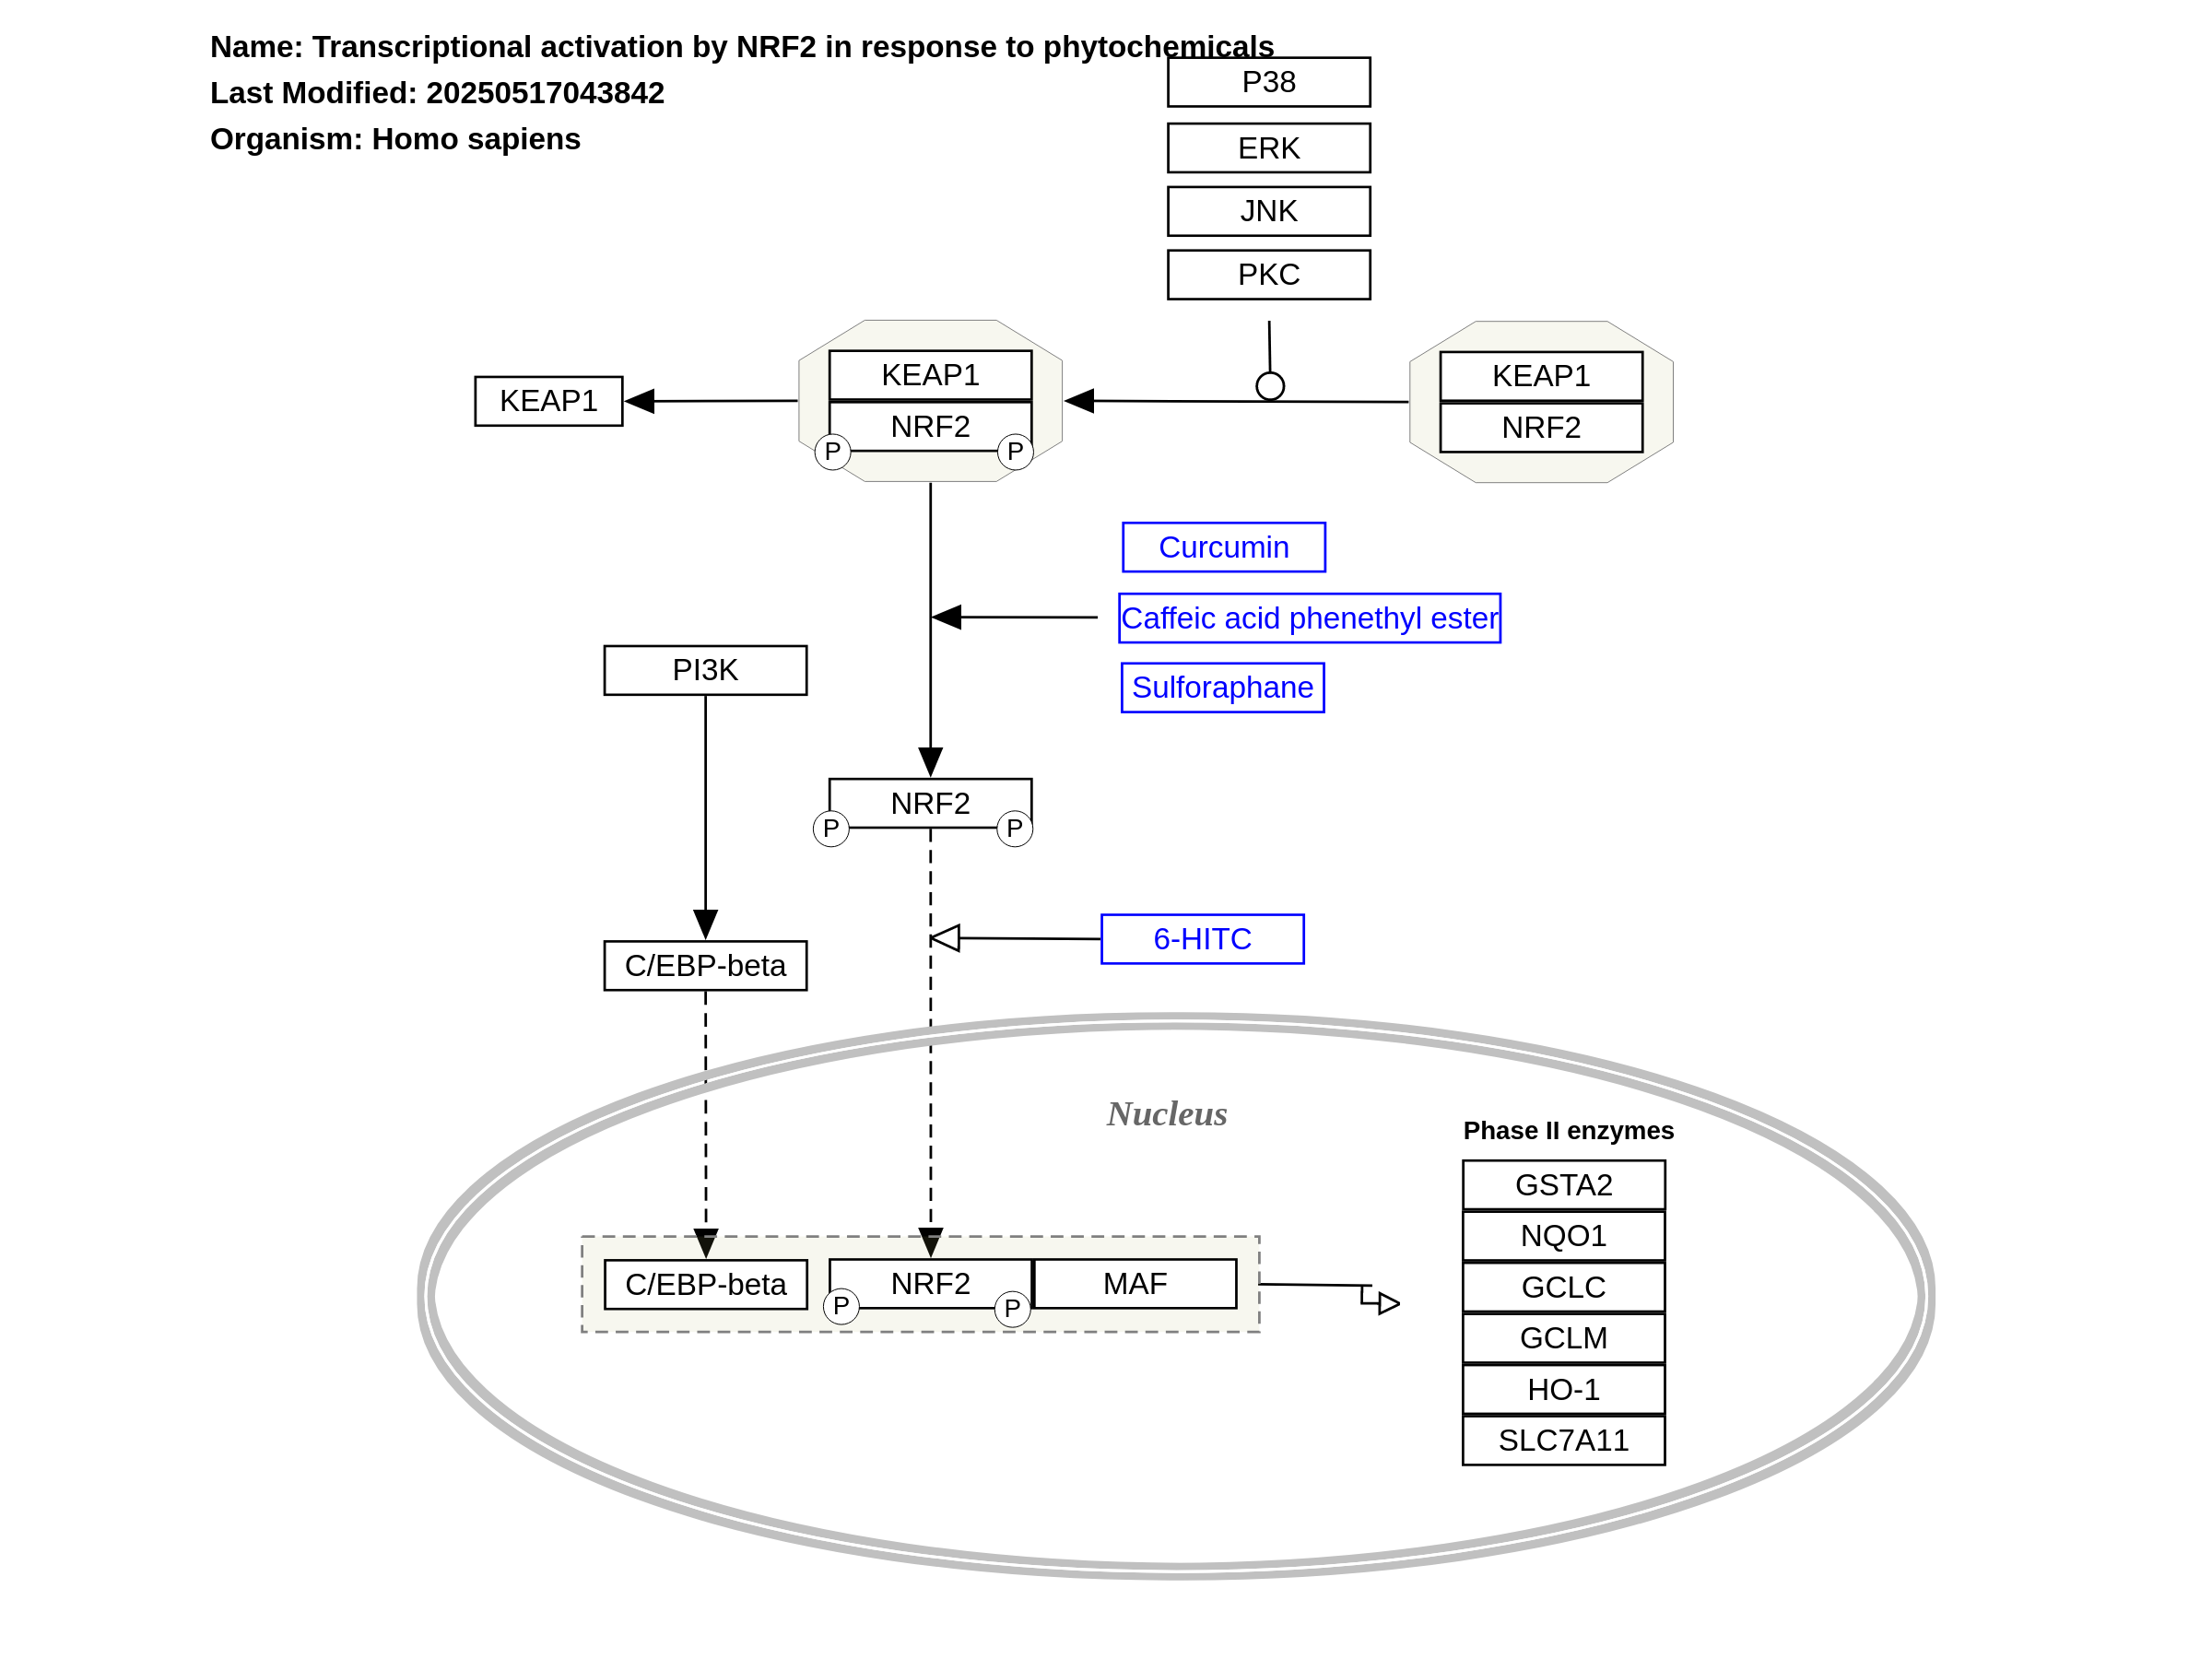 Name: Transcriptional activation by NRF2 in response to phytochemicals
Last Modified: 20250517043842
Organism: Homo sapiens
P38
ERK
JNK
PKC
KEAP1
KEAP1
NRF2
P
P
KEAP1
NRF2
Curcumin
Caffeic acid phenethyl ester
Sulforaphane
PI3K
NRF2
P
P
C/EBP-beta
6-HITC
Nucleus
Phase II enzymes
GSTA2
NQO1
GCLC
GCLM
HO-1
SLC7A11
C/EBP-beta
NRF2
MAF
P
P